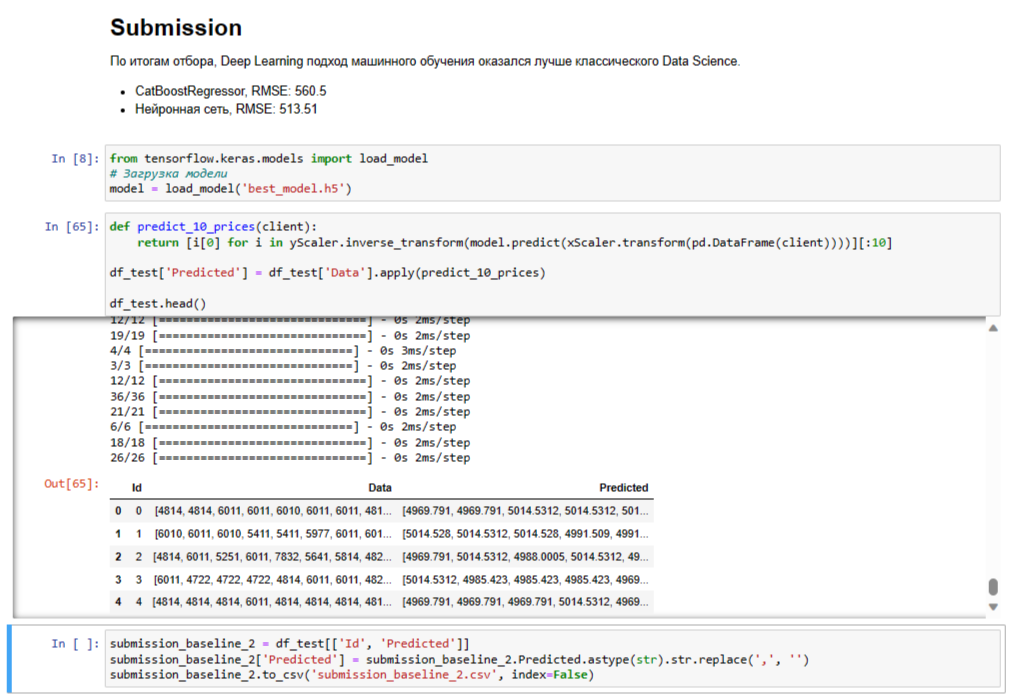 Submission
По итогам отбора, Deep Learning подход машинного обучения оказался лучше классического Data Science.
CatBoostRegressor, RMSE: 560.5
Нейронная сеть, RMSE: 513.51
In [8]: from tensorflow.keras.models import load_model
# Загрузка модели
model = load_model('best_model.h5')
In [65]: def predict_10_prices(client):
return [i[0] for i in yScaler.inverse_transform(model.predict(xScaler.transform(pd.DataFrame(client))))][:10]
df_test['Predicted'] = df_test['Data'].apply(predict_10_prices)
df_test.head()
12/12 [==============================] - 0s 2ms/step
19/19 [==============================] - 0s 2ms/step
4/4 [==============================] - 0s 3ms/step
3/3 [==============================] - 0s 2ms/step
12/12 [==============================] - 0s 2ms/step
36/36 [==============================] - 0s 2ms/step
21/21 [==============================] - 0s 2ms/step
6/6 [==============================] - 0s 2ms/step
18/18 [==============================] - 0s 2ms/step
26/26 [==============================] - 0s 2ms/step
Out[65]: Id Data Predicted
0 0 [4814, 4814, 6011, 6011, 6010, 6011, 6011, 481... [4969.791, 4969.791, 5014.5312, 5014.5312, 501...
1 1 [6010, 6011, 6010, 5411, 5411, 5977, 6011, 601... [5014.528, 5014.5312, 5014.528, 4991.509, 4991...
2 2 [4814, 6011, 5251, 6011, 7832, 5641, 5814, 482... [4969.791, 5014.5312, 4988.0005, 5014.5312, 49...
3 3 [6011, 4722, 4722, 4722, 4814, 6011, 6011, 482... [5014.5312, 4985.423, 4985.423, 4985.423, 4969...
4 4 [4814, 4814, 4814, 6011, 4814, 4814, 4814, 481... [4969.791, 4969.791, 4969.791, 5014.5312, 4969...
In [ ]: submission_baseline_2 = df_test[['Id', 'Predicted']]
submission_baseline_2['Predicted'] = submission_baseline_2.Predicted.astype(str).str.replace(',', '')
submission_baseline_2.to_csv('submission_baseline_2.csv', index=False)